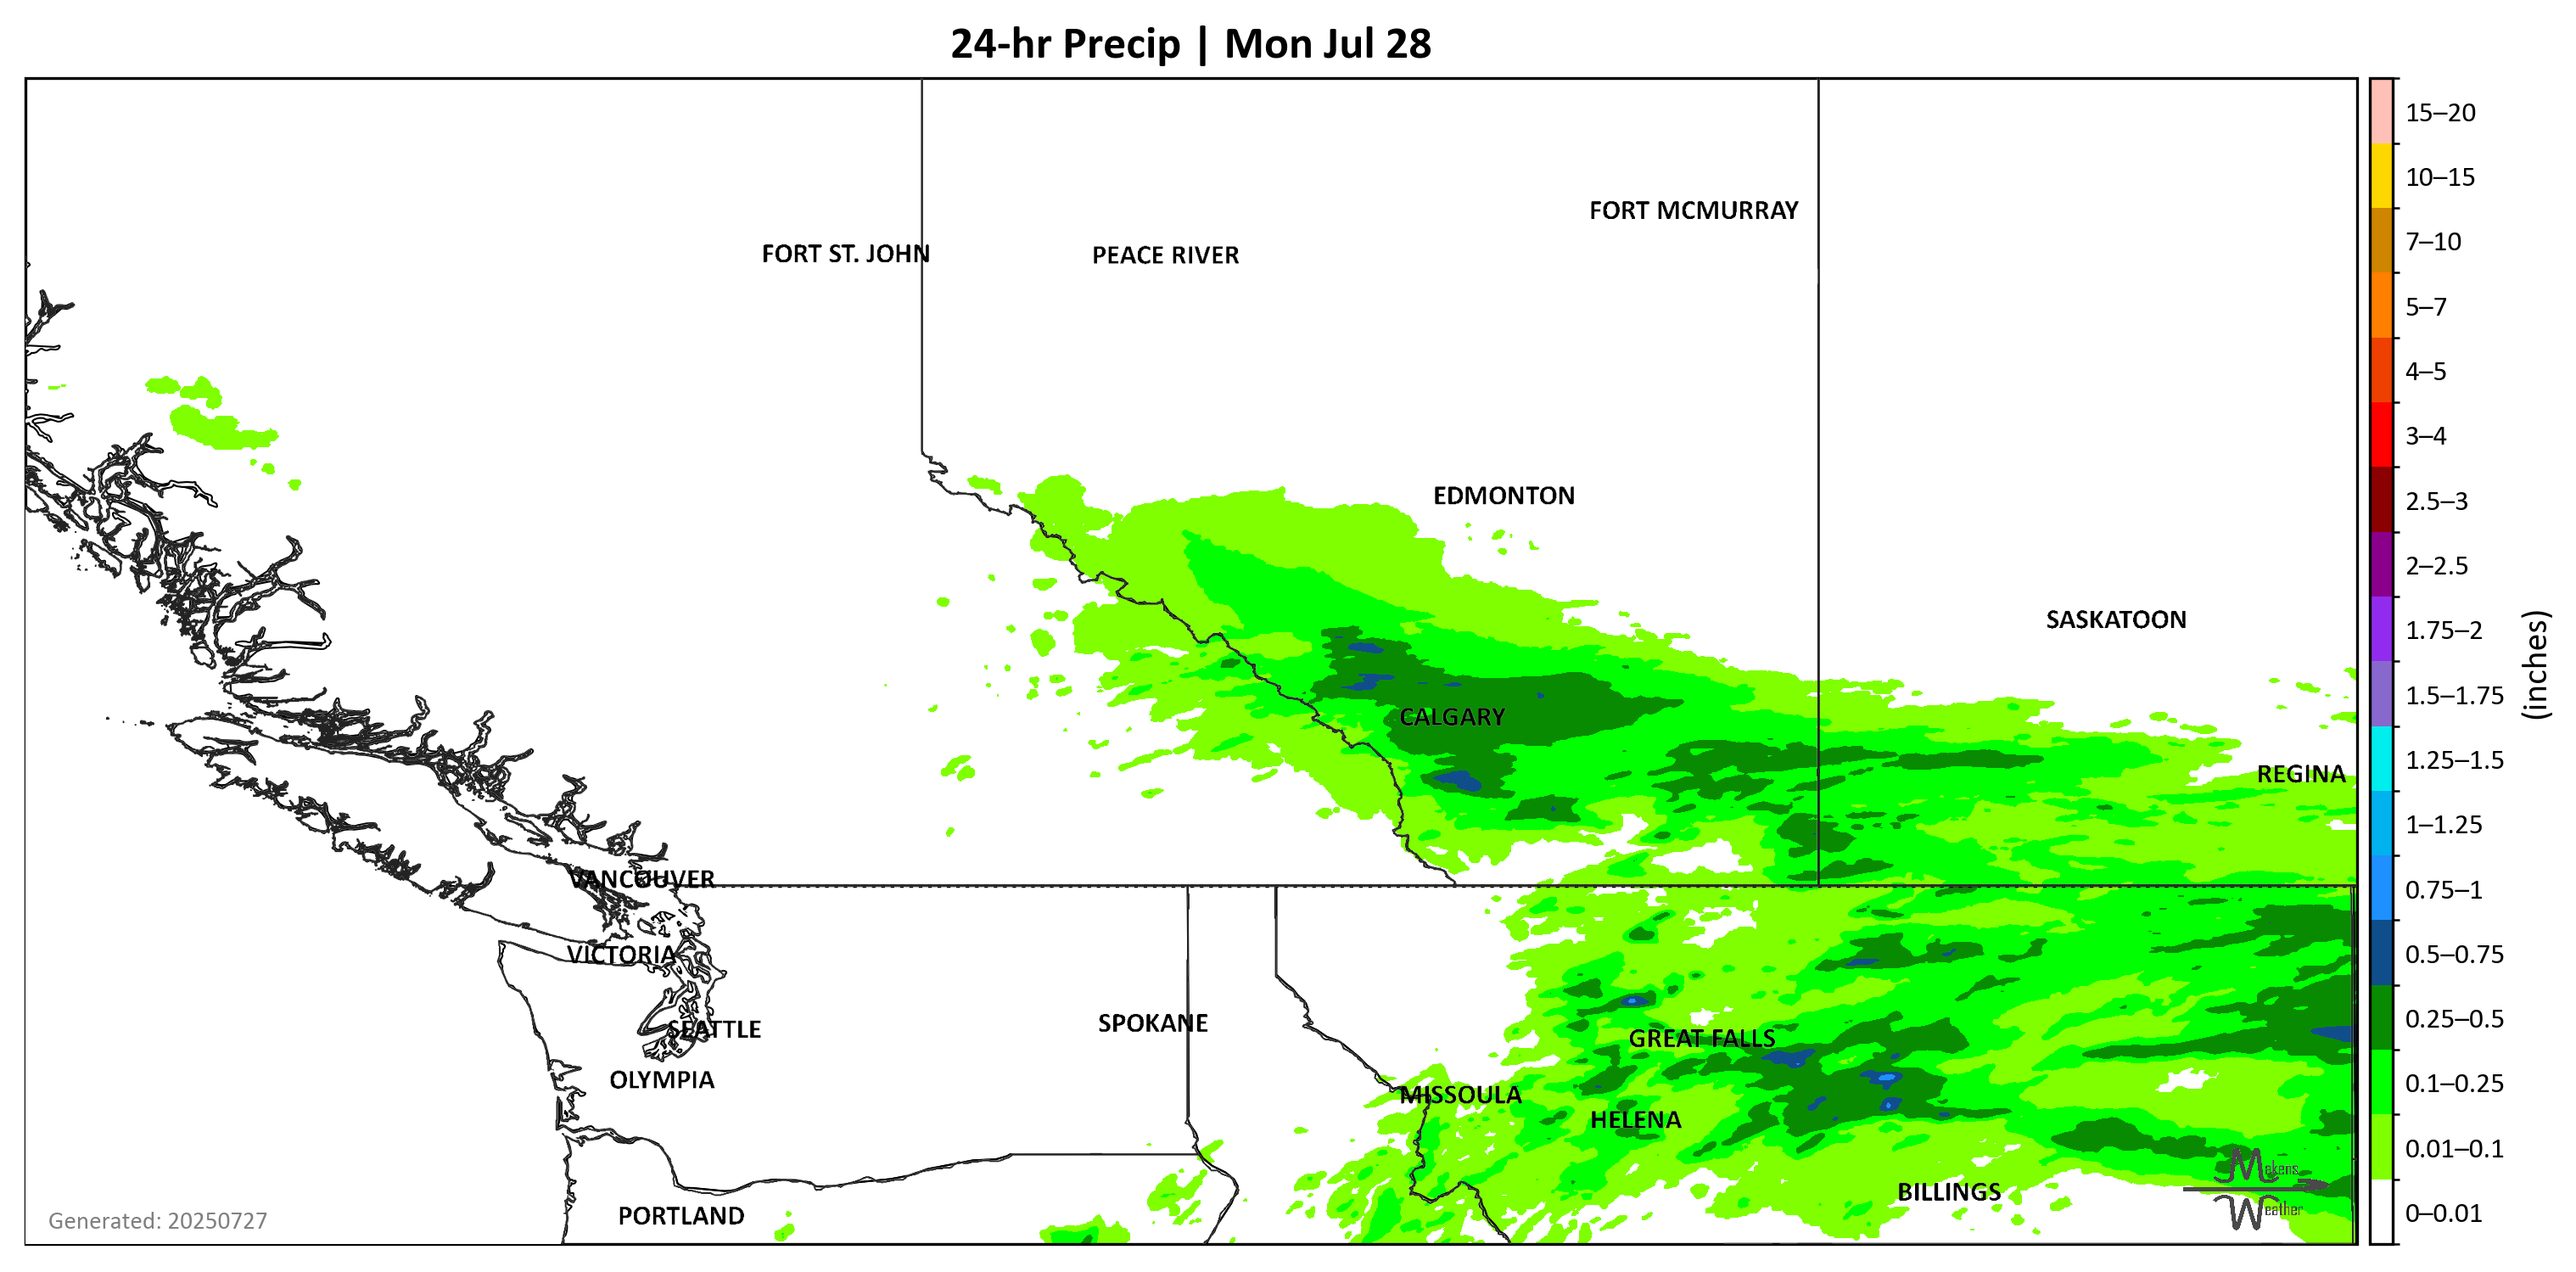 24-hr Precip | Mon Jul 28
15–20
10–15
FORT MCMURRAY
7–10
FORT ST. JOHN
PEACE RIVER
5–7
4–5
3–4
EDMONTON
2.5–3
2–2.5
SASKATOON
1.75–2
(inches)
1.5–1.75
CALGARY
1.25–1.5
REGINA
1–1.25
VANCOUVER
0.75–1
VICTORIA
0.5–0.75
SPOKANE
SEATTLE
0.25–0.5
GREAT FALLS
OLYMPIA
0.1–0.25
MISSOULA
HELENA
0.01–0.1
Makens
BILLINGS
Weather
PORTLAND
0–0.01
Generated: 20250727